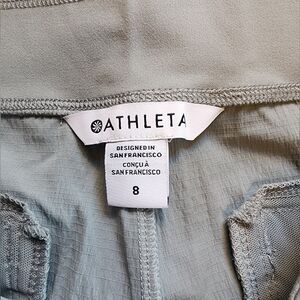 ATHLETA
DESIGNED IN
SAN FRANCISCO
CONÇU À
SAN FRANCISCO
8